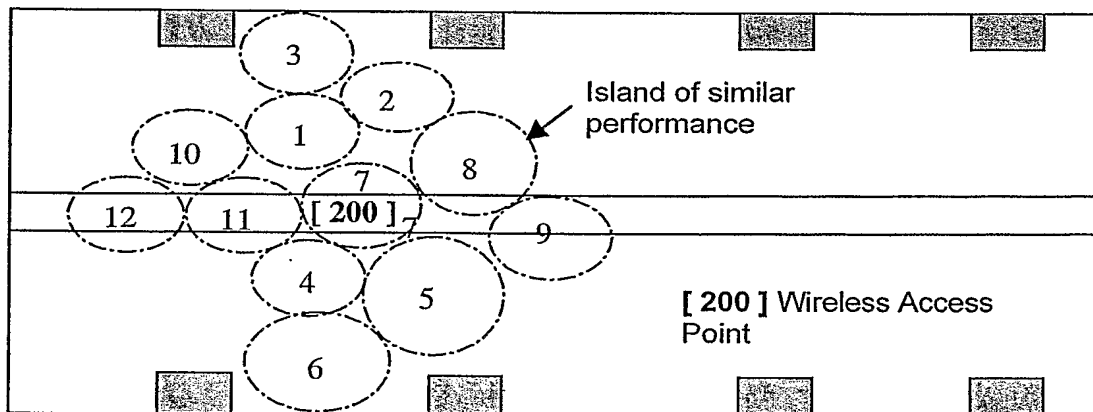 3
2
Island of similar
performance
1
10
8
7
12
11
[ 200 ]
9
4
5
[ 200 ] Wireless Access
Point
6